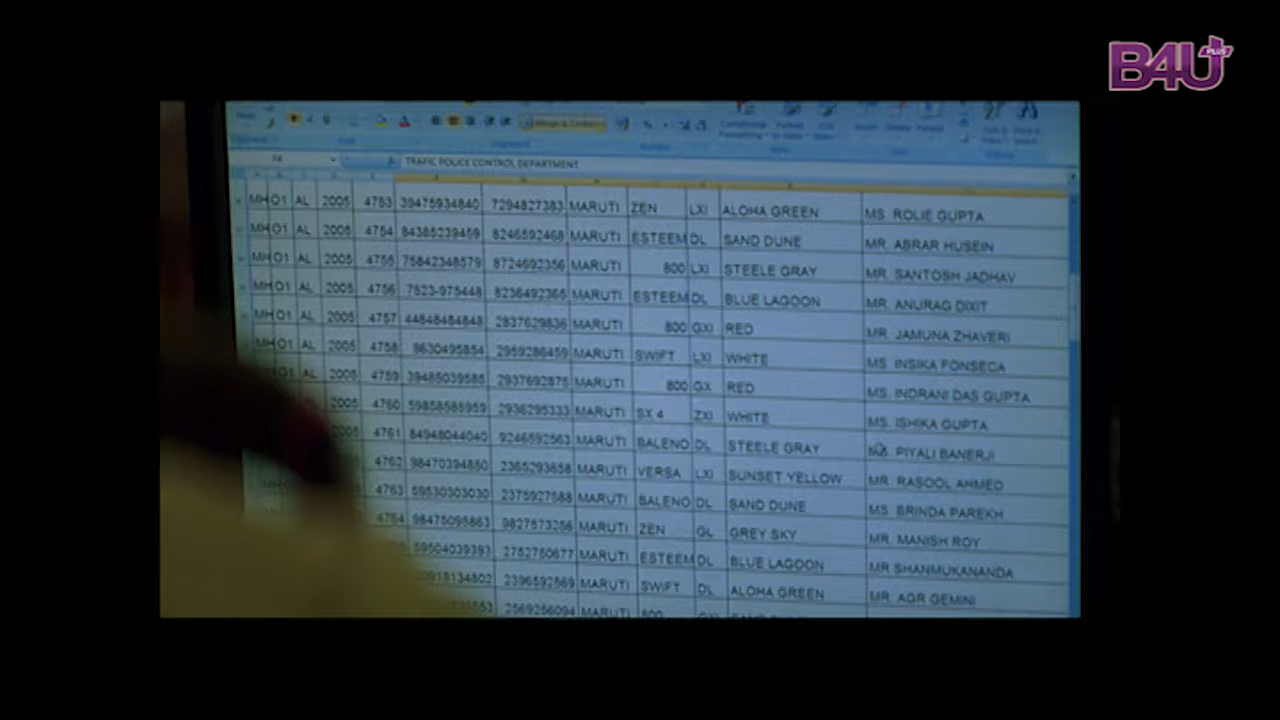 B4U PLUS
TRAFIC POLICE CONTROL DEPARTMENT
MH 01 AL 2005 4753 39475934840 7294827383 MARUTI ZEN LXI ALOHA GREEN MS. ROLIE GUPTA
MH 01 AL 2005 4754 84385239459 8246592468 MARUTI ESTEEM DL SAND DUNE MR. ABRAR HUSEIN
MH 01 AL 2005 4755 75842348579 8724692356 MARUTI 800 LXI STEELE GRAY MR. SANTOSH JADHAV
MH 01 AL 2005 4756 7823-975448 8236492365 MARUTI ESTEEM DL BLUE LAGOON MR. ANURAG DIXIT
MH 01 AL 2005 4757 44848484848 2837629836 MARUTI 800 GXI RED MR. JAMUNA ZHAVERI
MH 01 AL 2005 4758 8630495854 2959286459 MARUTI SWIFT LXI WHITE MS. INSIKA FONSECA
01 AL 2005 4759 39485039585 2937692875 MARUTI 800 GX RED MS. INDRANI DAS GUPTA
2005 4760 59858585959 2936295333 MARUTI SX 4 ZXI WHITE MS. ISHIKA GUPTA
2005 4761 84948044040 9246592563 MARUTI BALENO DL STEELE GRAY PIYALI BANERJI
4762 98470394850 2365293658 MARUTI VERSA LXI SUNSET YELLOW MR. RASOOL AHMED
4763 59530303030 2375927588 MARUTI BALENO DL SAND DUNE MS. BRINDA PAREKH
4764 98475095863 9827573256 MARUTI ZEN GL GREY SKY MR. MANISH ROY
59504039393 2752750677 MARUTI ESTEEM DL BLUE LAGOON MR SHANMUKANANDA
0918134802 2396592569 MARUTI SWIFT DL ALOHA GREEN MR. AGR GEMINI
2569256094 MARUTI 800